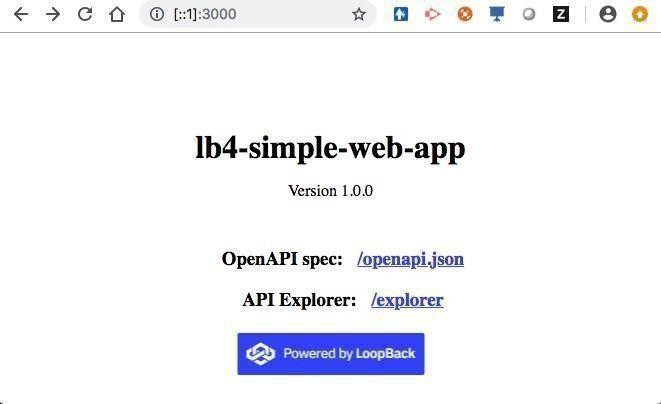 [::1]:3000
Z
lb4-simple-web-app
Version 1.0.0
OpenAPI spec: /openapi.json
API Explorer: /explorer
Powered by LoopBack